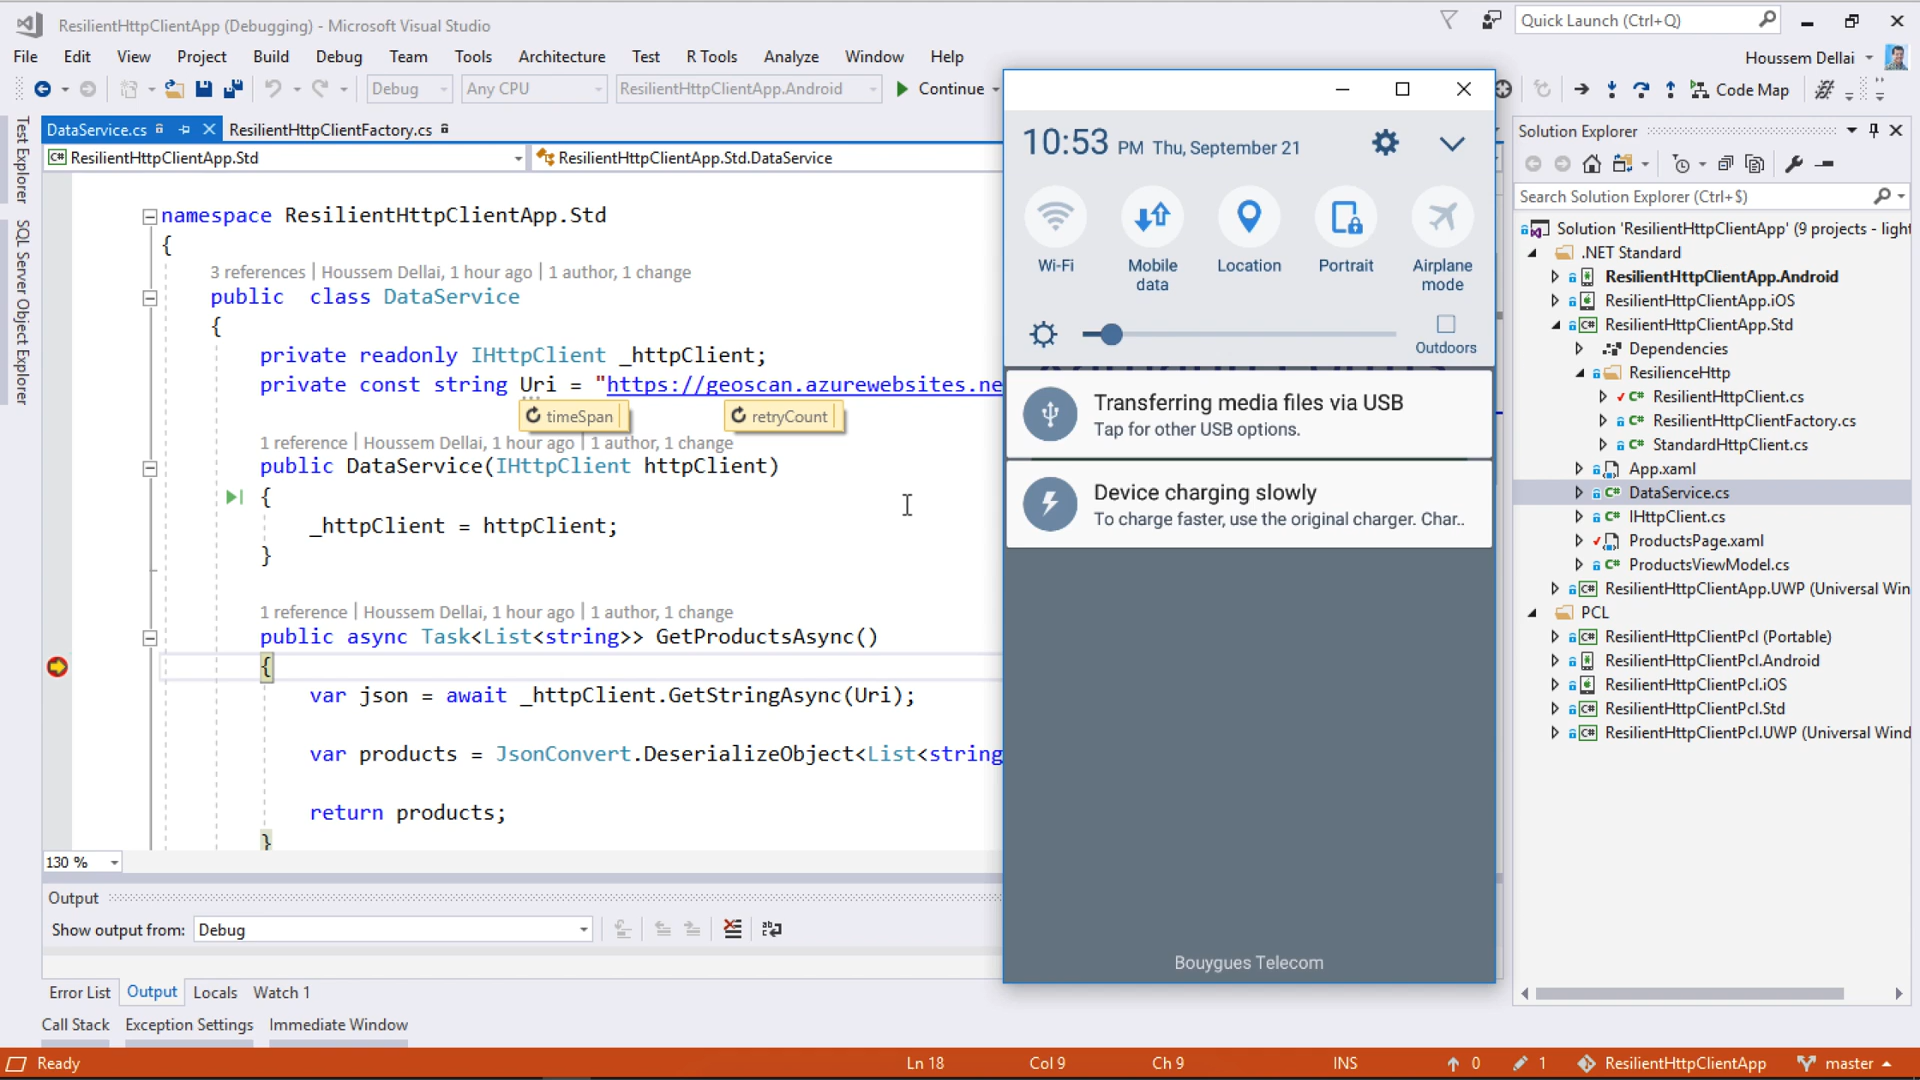 ResilientHttpClientApp (Debugging) - Microsoft Visual Studio
Quick Launch (Ctrl+Q)
File Edit View Project Build Debug Team Tools Architecture Test R Tools Analyze Window Help
Houssem Dellai
Debug Any CPU ResilientHttpClientApp.Android Continue
Code Map
Test Explorer
SQL Server Object Explorer
DataService.cs ResilientHttpClientFactory.cs
C# ResilientHttpClientApp.Std ResilientHttpClientApp.Std.DataService
namespace ResilientHttpClientApp.Std
{
3 references | Houssem Dellai, 1 hour ago | 1 author, 1 change
public class DataService
{
private readonly IHttpClient _httpClient;
private const string Uri = "https://geoscan.azurewebsites.ne
timeSpan retryCount
1 reference | Houssem Dellai, 1 hour ago | 1 author, 1 change
public DataService(IHttpClient httpClient)
{
_httpClient = httpClient;
}
1 reference | Houssem Dellai, 1 hour ago | 1 author, 1 change
public async Task<List<string>> GetProductsAsync()
{
var json = await _httpClient.GetStringAsync(Uri);
var products = JsonConvert.DeserializeObject<List<string
return products;
}
130 %
Output
Show output from: Debug
Error List Output Locals Watch 1
Call Stack Exception Settings Immediate Window
10:53 PM Thu, September 21
Wi-Fi
Mobile
data
Location
Portrait
Airplane
mode
Outdoors
Transferring media files via USB
Tap for other USB options.
Device charging slowly
To charge faster, use the original charger. Char..
Bouygues Telecom
Solution Explorer
Search Solution Explorer (Ctrl+$)
Solution 'ResilientHttpClientApp' (9 projects - light
.NET Standard
ResilientHttpClientApp.Android
ResilientHttpClientApp.iOS
C# ResilientHttpClientApp.Std
Dependencies
ResilienceHttp
C# ResilientHttpClient.cs
C# ResilientHttpClientFactory.cs
C# StandardHttpClient.cs
App.xaml
C# DataService.cs
C# IHttpClient.cs
ProductsPage.xaml
C# ProductsViewModel.cs
C# ResilientHttpClientApp.UWP (Universal Win
PCL
C# ResilientHttpClientPcl (Portable)
ResilientHttpClientPcl.Android
ResilientHttpClientPcl.iOS
C# ResilientHttpClientPcl.Std
C# ResilientHttpClientPcl.UWP (Universal Wind
Ready Ln 18 Col 9 Ch 9 INS 0 1 ResilientHttpClientApp master